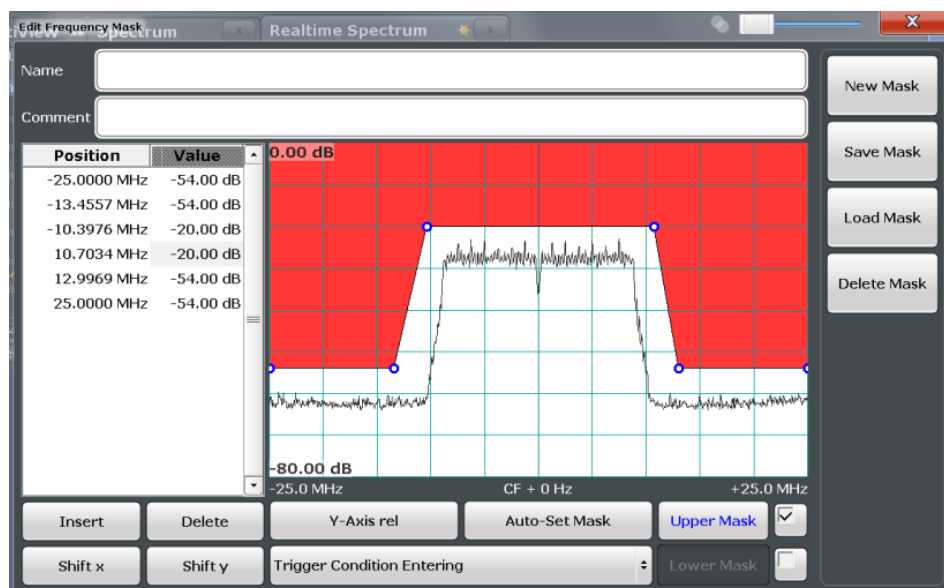 Edit Frequency Mask
Spectrum
Realtime Spectrum
x
Name
New Mask
Comment
Save Mask
Position Value
0.00 dB
-25.0000 MHz -54.00 dB
-13.4557 MHz -54.00 dB
-10.3976 MHz -20.00 dB
10.7034 MHz -20.00 dB
12.9969 MHz -54.00 dB
25.0000 MHz -54.00 dB
Load Mask
Delete Mask
-80.00 dB
-25.0 MHz CF + 0 Hz +25.0 MHz
Insert Delete Y-Axis rel Auto-Set Mask Upper Mask
Shift x Shift y Trigger Condition Entering Lower Mask